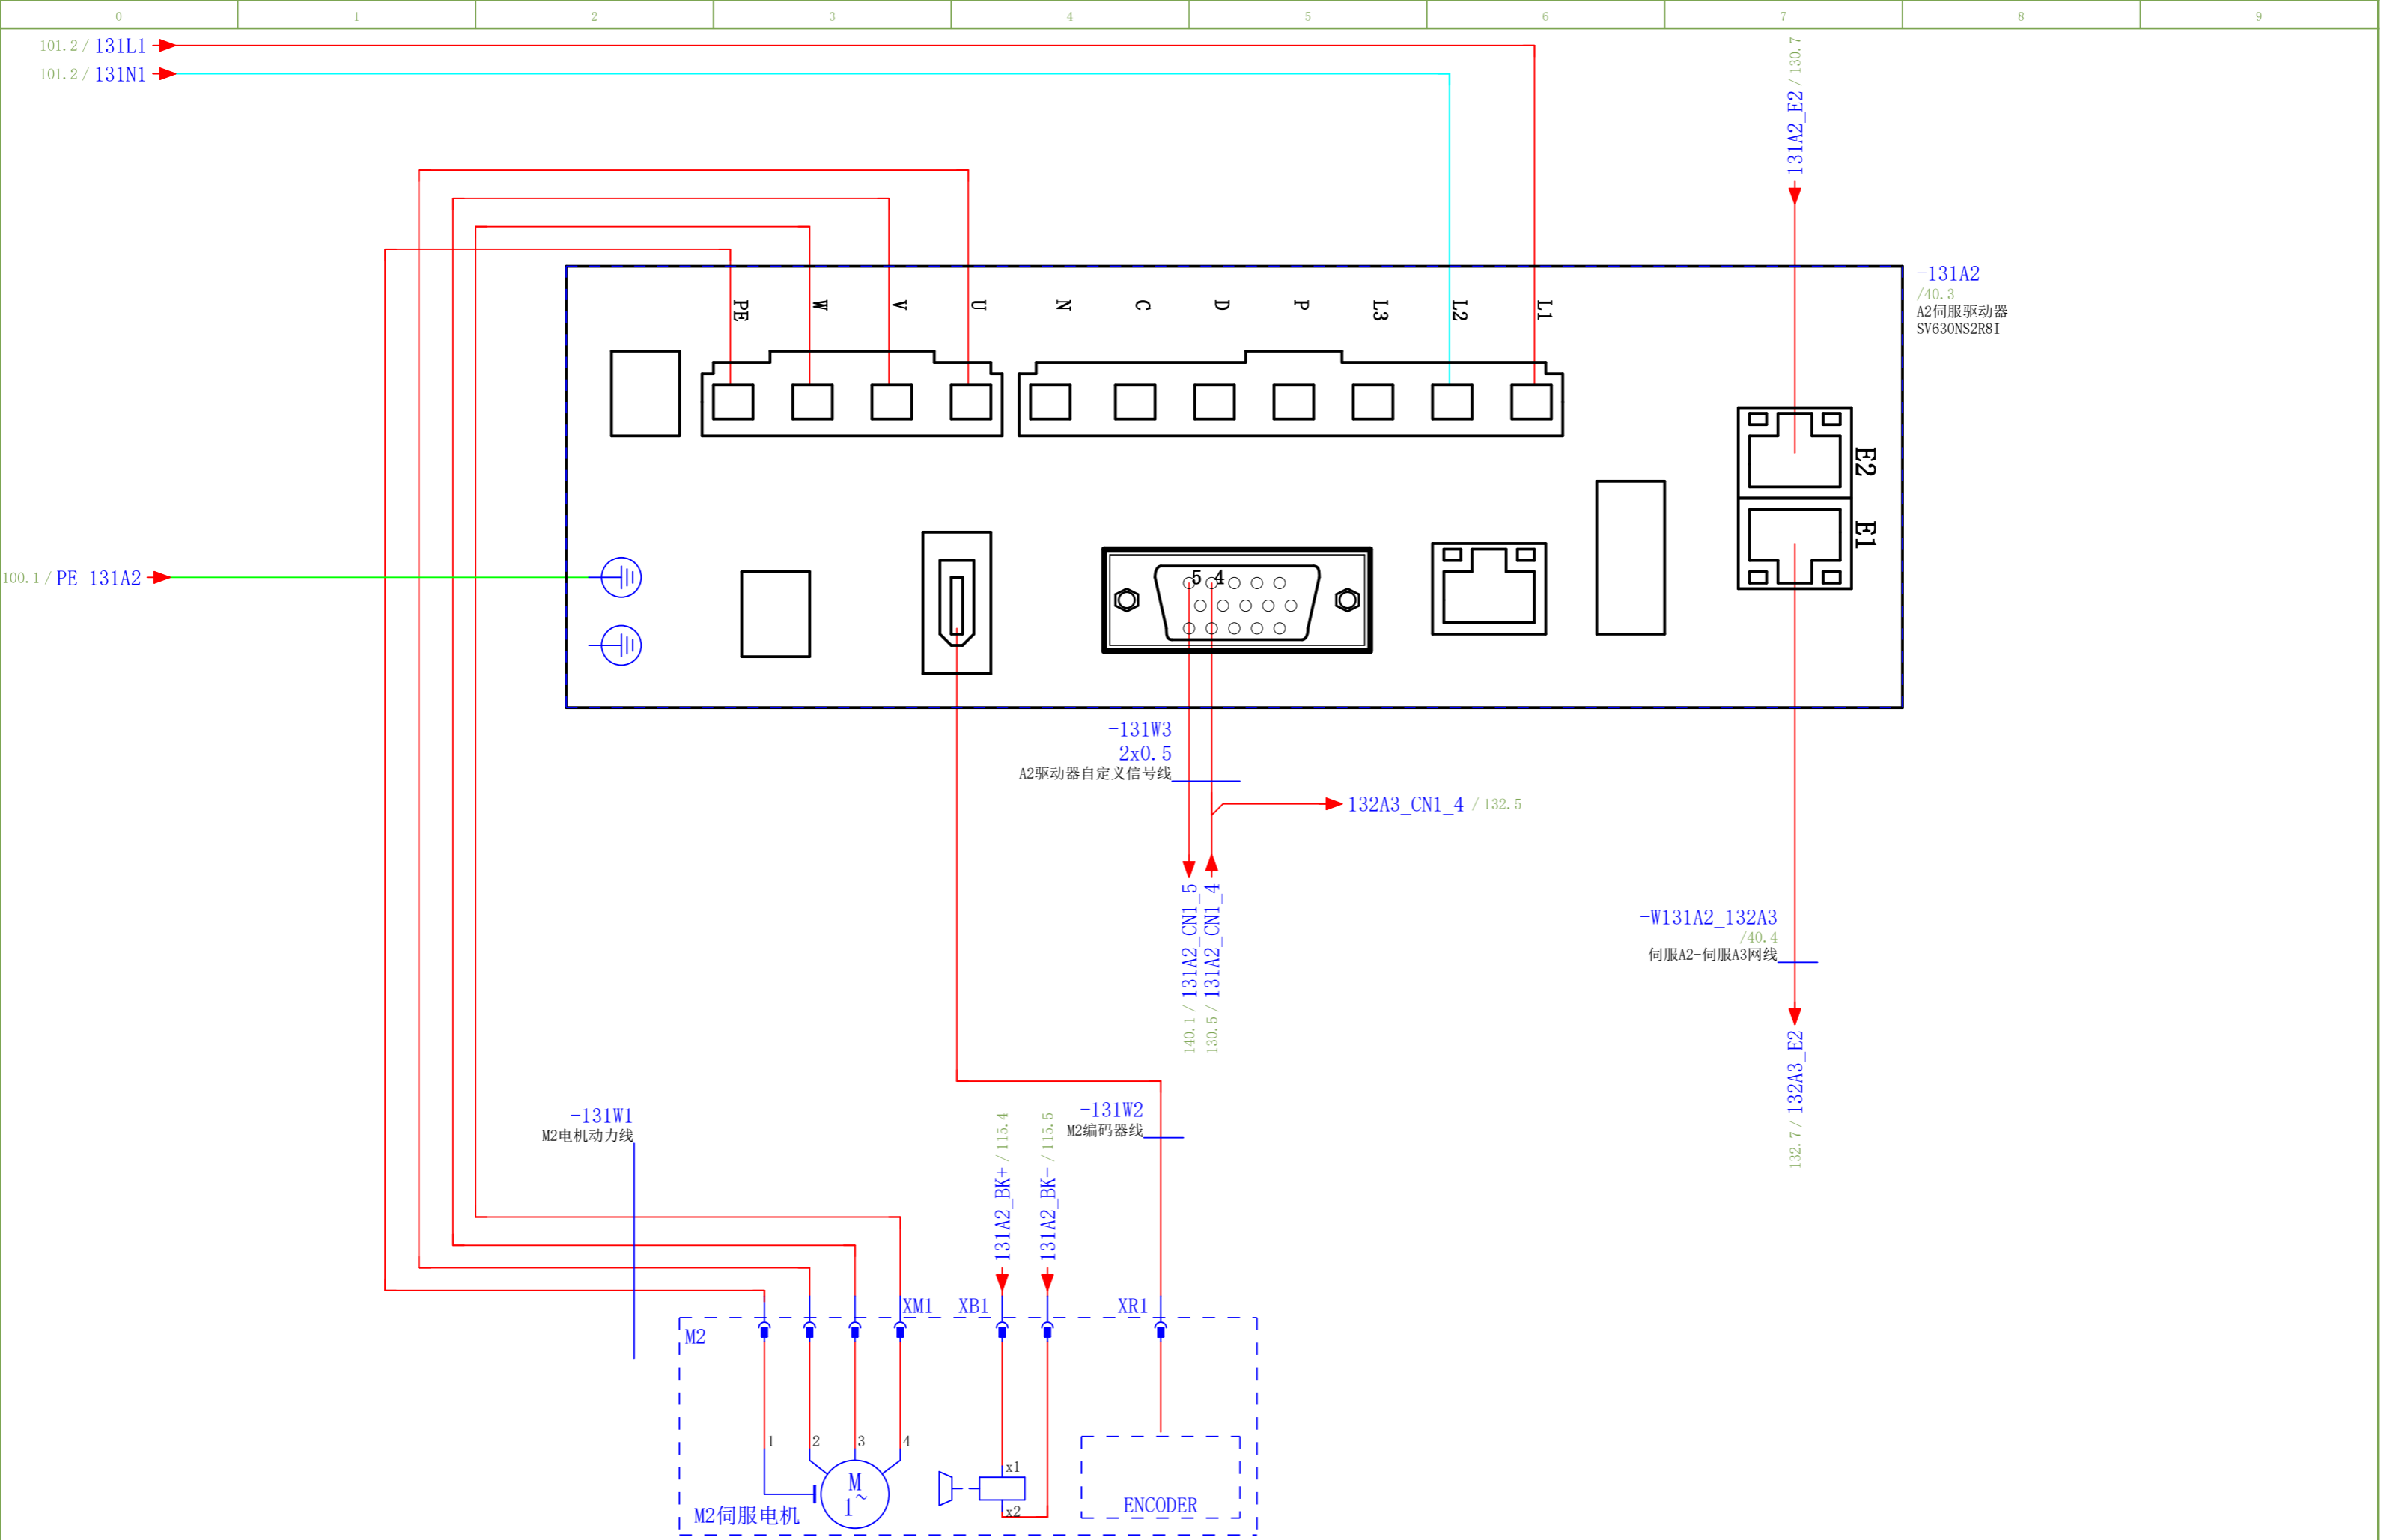 0 1 2 3 4 5 6 7 8 9
101.2 / 131L1
101.2 / 131N1
131A2_E2 / 130.7
-131A2
/40.3
A2伺服驱动器
SV630NS2R8I
PE W V U N C D P L3 L2 L1
E2
E1
100.1 / PE_131A2
5 4
-131W3
2x0.5
A2驱动器自定义信号线
132A3_CN1_4 / 132.5
140.1 / 131A2_CN1_5
130.5 / 131A2_CN1_4
-W131A2_132A3
/40.4
伺服A2-伺服A3网线
132.7 / 132A3_E2
-131W1
M2电机动力线
131A2_BK+ / 115.4
131A2_BK- / 115.5
-131W2
M2编码器线
XM1 XB1 XR1
M2
1 2 3 4
M
1~
M2伺服电机
x1
x2
ENCODER